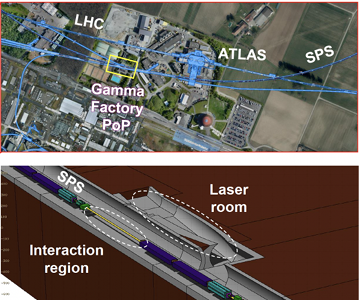 LHC
ATLAS
SPS
Gamma
Factory
PoP
SPS
Laser
room
Interaction
region